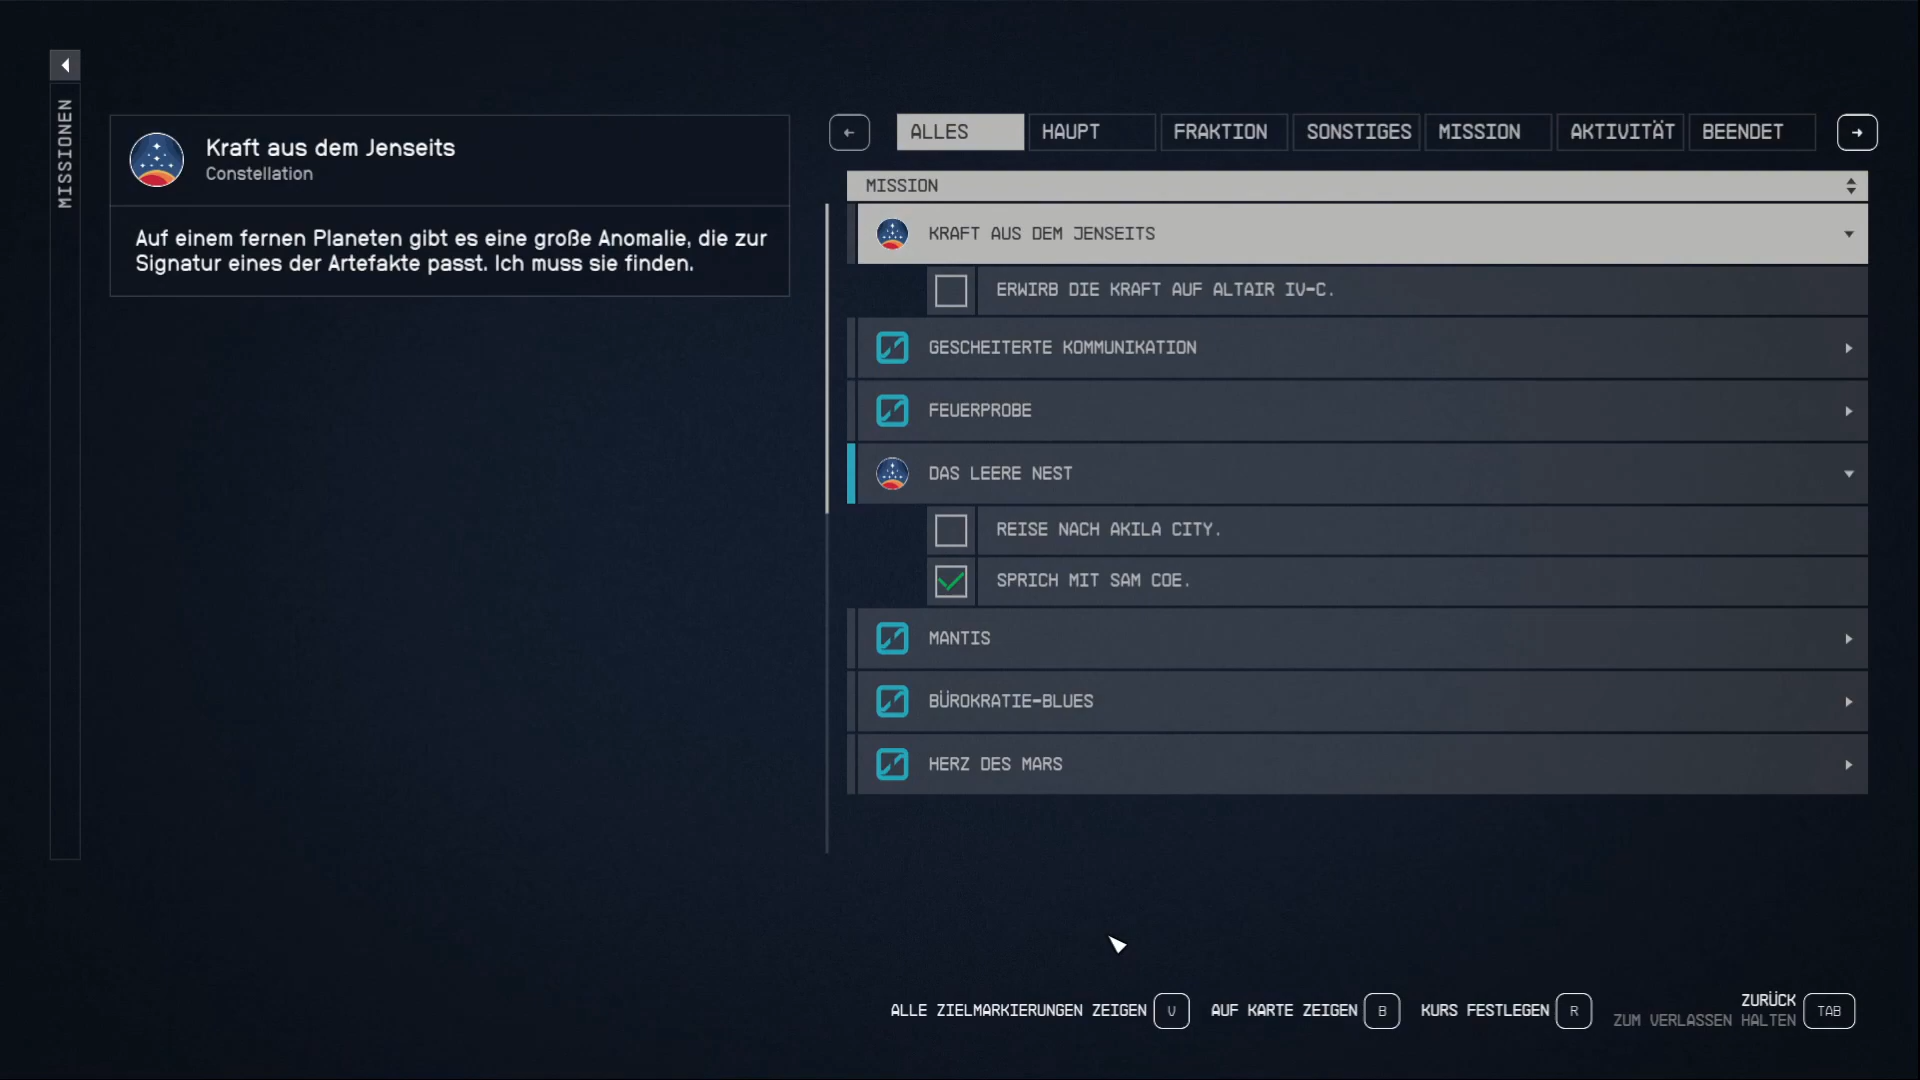 MISSIONEN
Kraft aus dem Jenseits
Constellation
Auf einem fernen Planeten gibt es eine große Anomalie, die zur
Signatur eines der Artefakte passt. Ich muss sie finden.
ALLES
HAUPT
FRAKTION
SONSTIGES
MISSION
AKTIVITÄT
BEENDET
MISSION
KRAFT AUS DEM JENSEITS
ERWIRB DIE KRAFT AUF ALTAIR IV-C.
GESCHEITERTE KOMMUNIKATION
FEUERPROBE
DAS LEERE NEST
REISE NACH AKILA CITY.
SPRICH MIT SAM COE.
MANTIS
BÜROKRATIE-BLUES
HERZ DES MARS
ALLE ZIELMARKIERUNGEN ZEIGEN V
AUF KARTE ZEIGEN B
KURS FESTLEGEN R
ZURÜCK
ZUM VERLASSEN HALTEN
TAB